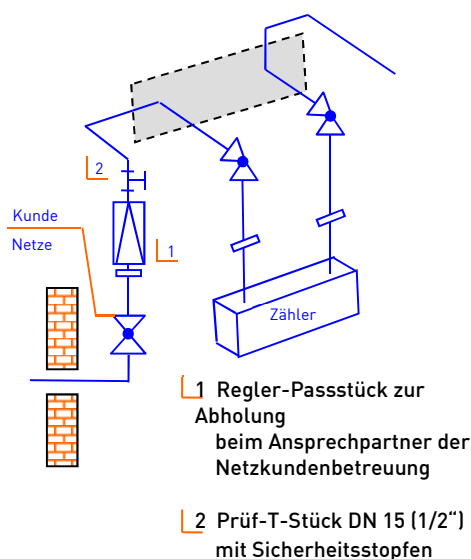 2
Kunde
Netze
1
Zähler
1 Regler-Passstück zur
Abholung
beim Ansprechpartner der
Netzkundenbetreuung
2 Prüf-T-Stück DN 15 (1/2“)
mit Sicherheitsstopfen